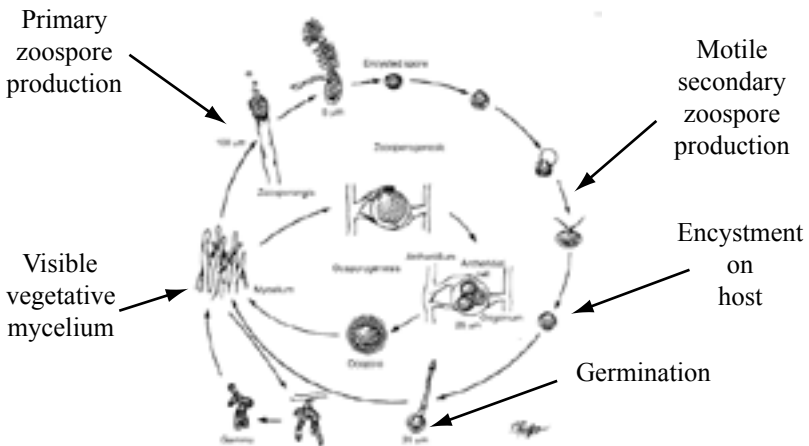 Primary
zoospore
production
Motile
secondary
zoospore
production
Encystment
on
host
Germination
Visible
vegetative
mycelium
Encysted spore
Zoosporogenesis
Zoosporangia
Mycelium
Oosporogenesis
Antheridium
Oogonium
Oospore
Gemma